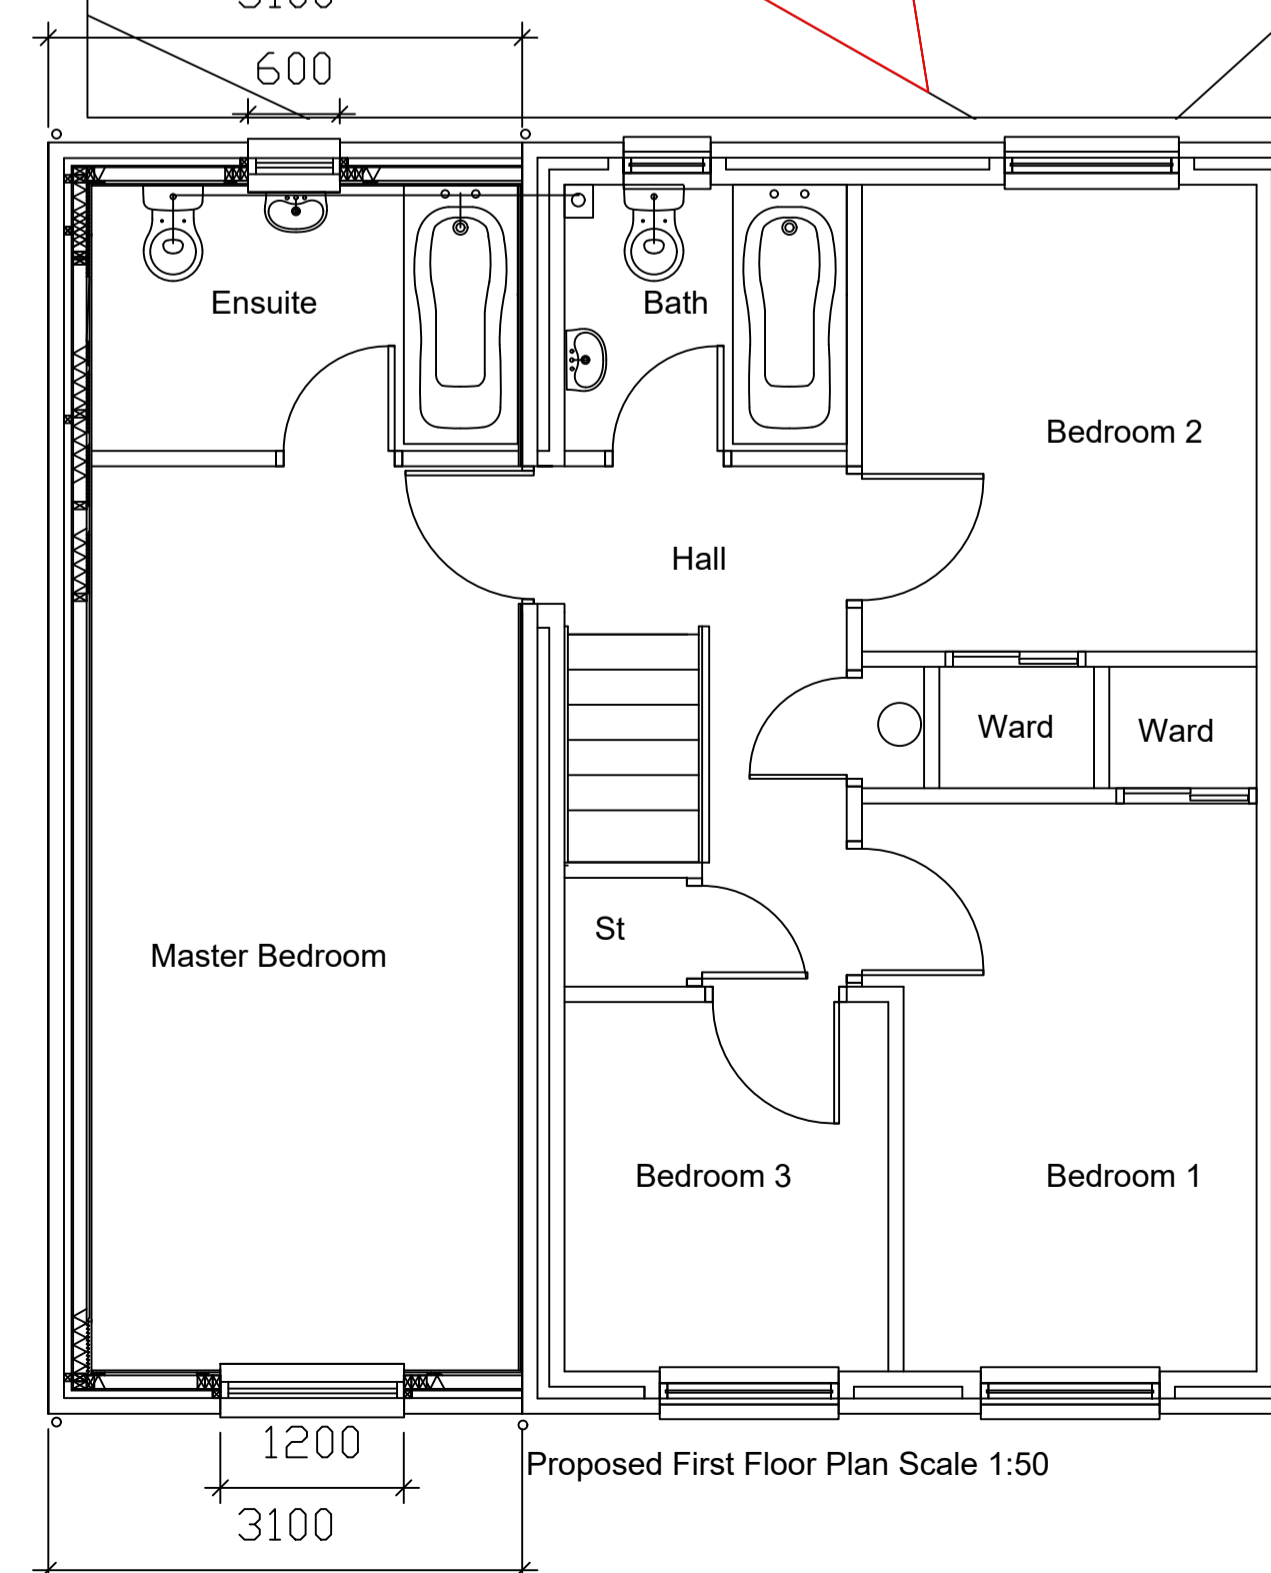 3100
600
Ensuite
Bath
Bedroom 2
Hall
Ward
Ward
St
Master Bedroom
Bedroom 3
Bedroom 1
1200
Proposed First Floor Plan Scale 1:50
3100